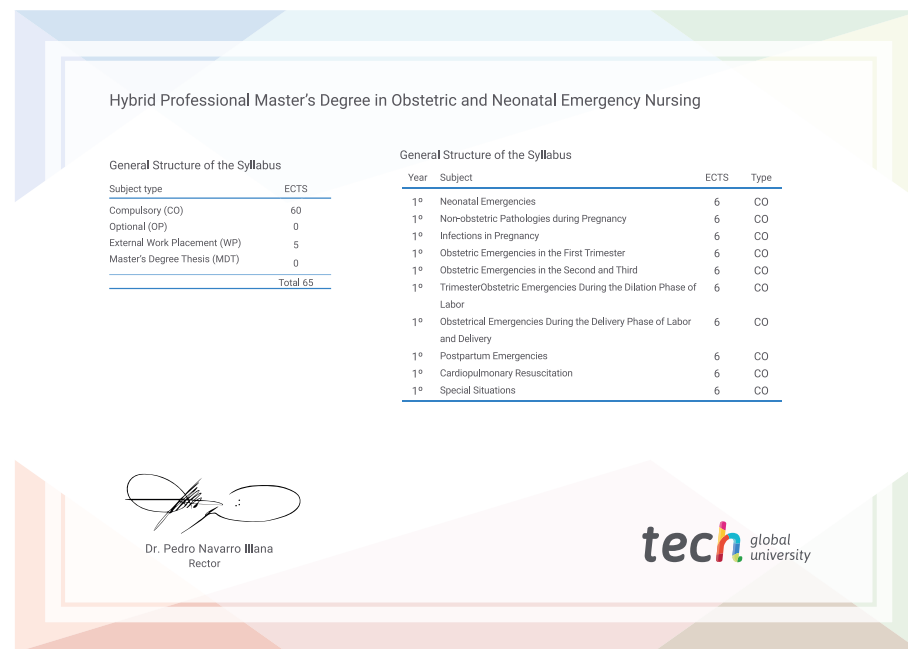 Hybrid Professional Master's Degree in Obstetric and Neonatal Emergency Nursing
General Structure of the Syllabus
Subject type ECTS
Compulsory (CO) 60
Optional (OP) 0
External Work Placement (WP) 5
Master's Degree Thesis (MDT) 0
Total 65
General Structure of the Syllabus
Year Subject ECTS Type
1º Neonatal Emergencies 6 CO
1º Non-obstetric Pathologies during Pregnancy 6 CO
1º Infections in Pregnancy 6 CO
1º Obstetric Emergencies in the First Trimester 6 CO
1º Obstetric Emergencies in the Second and Third 6 CO
1º TrimesterObstetric Emergencies During the Dilation Phase of 6 CO
Labor
1º Obstetrical Emergencies During the Delivery Phase of Labor 6 CO
and Delivery
1º Postpartum Emergencies 6 CO
1º Cardiopulmonary Resuscitation 6 CO
1º Special Situations 6 CO
Dr. Pedro Navarro Illana
Rector
tech global
university